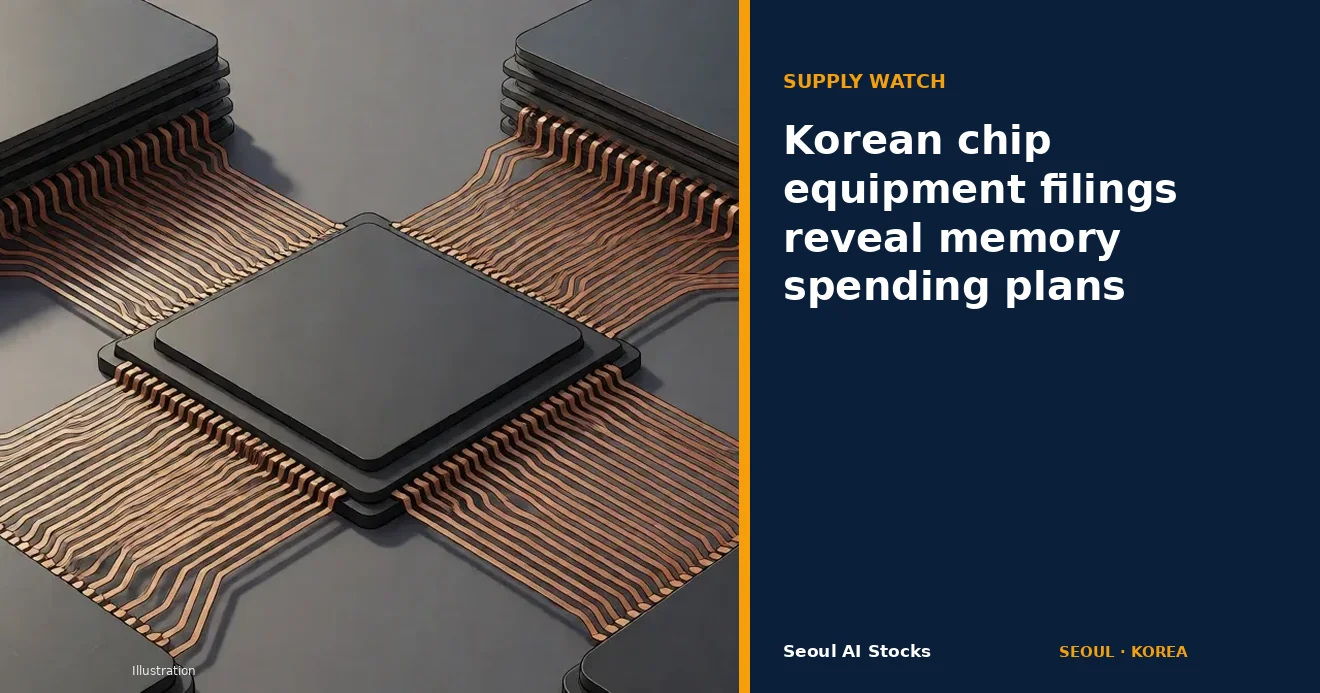 SUPPLY WATCH
Korean chip
equipment filings
reveal memory
spending plans
Seoul AI Stocks
SEOUL · KOREA
Illustration